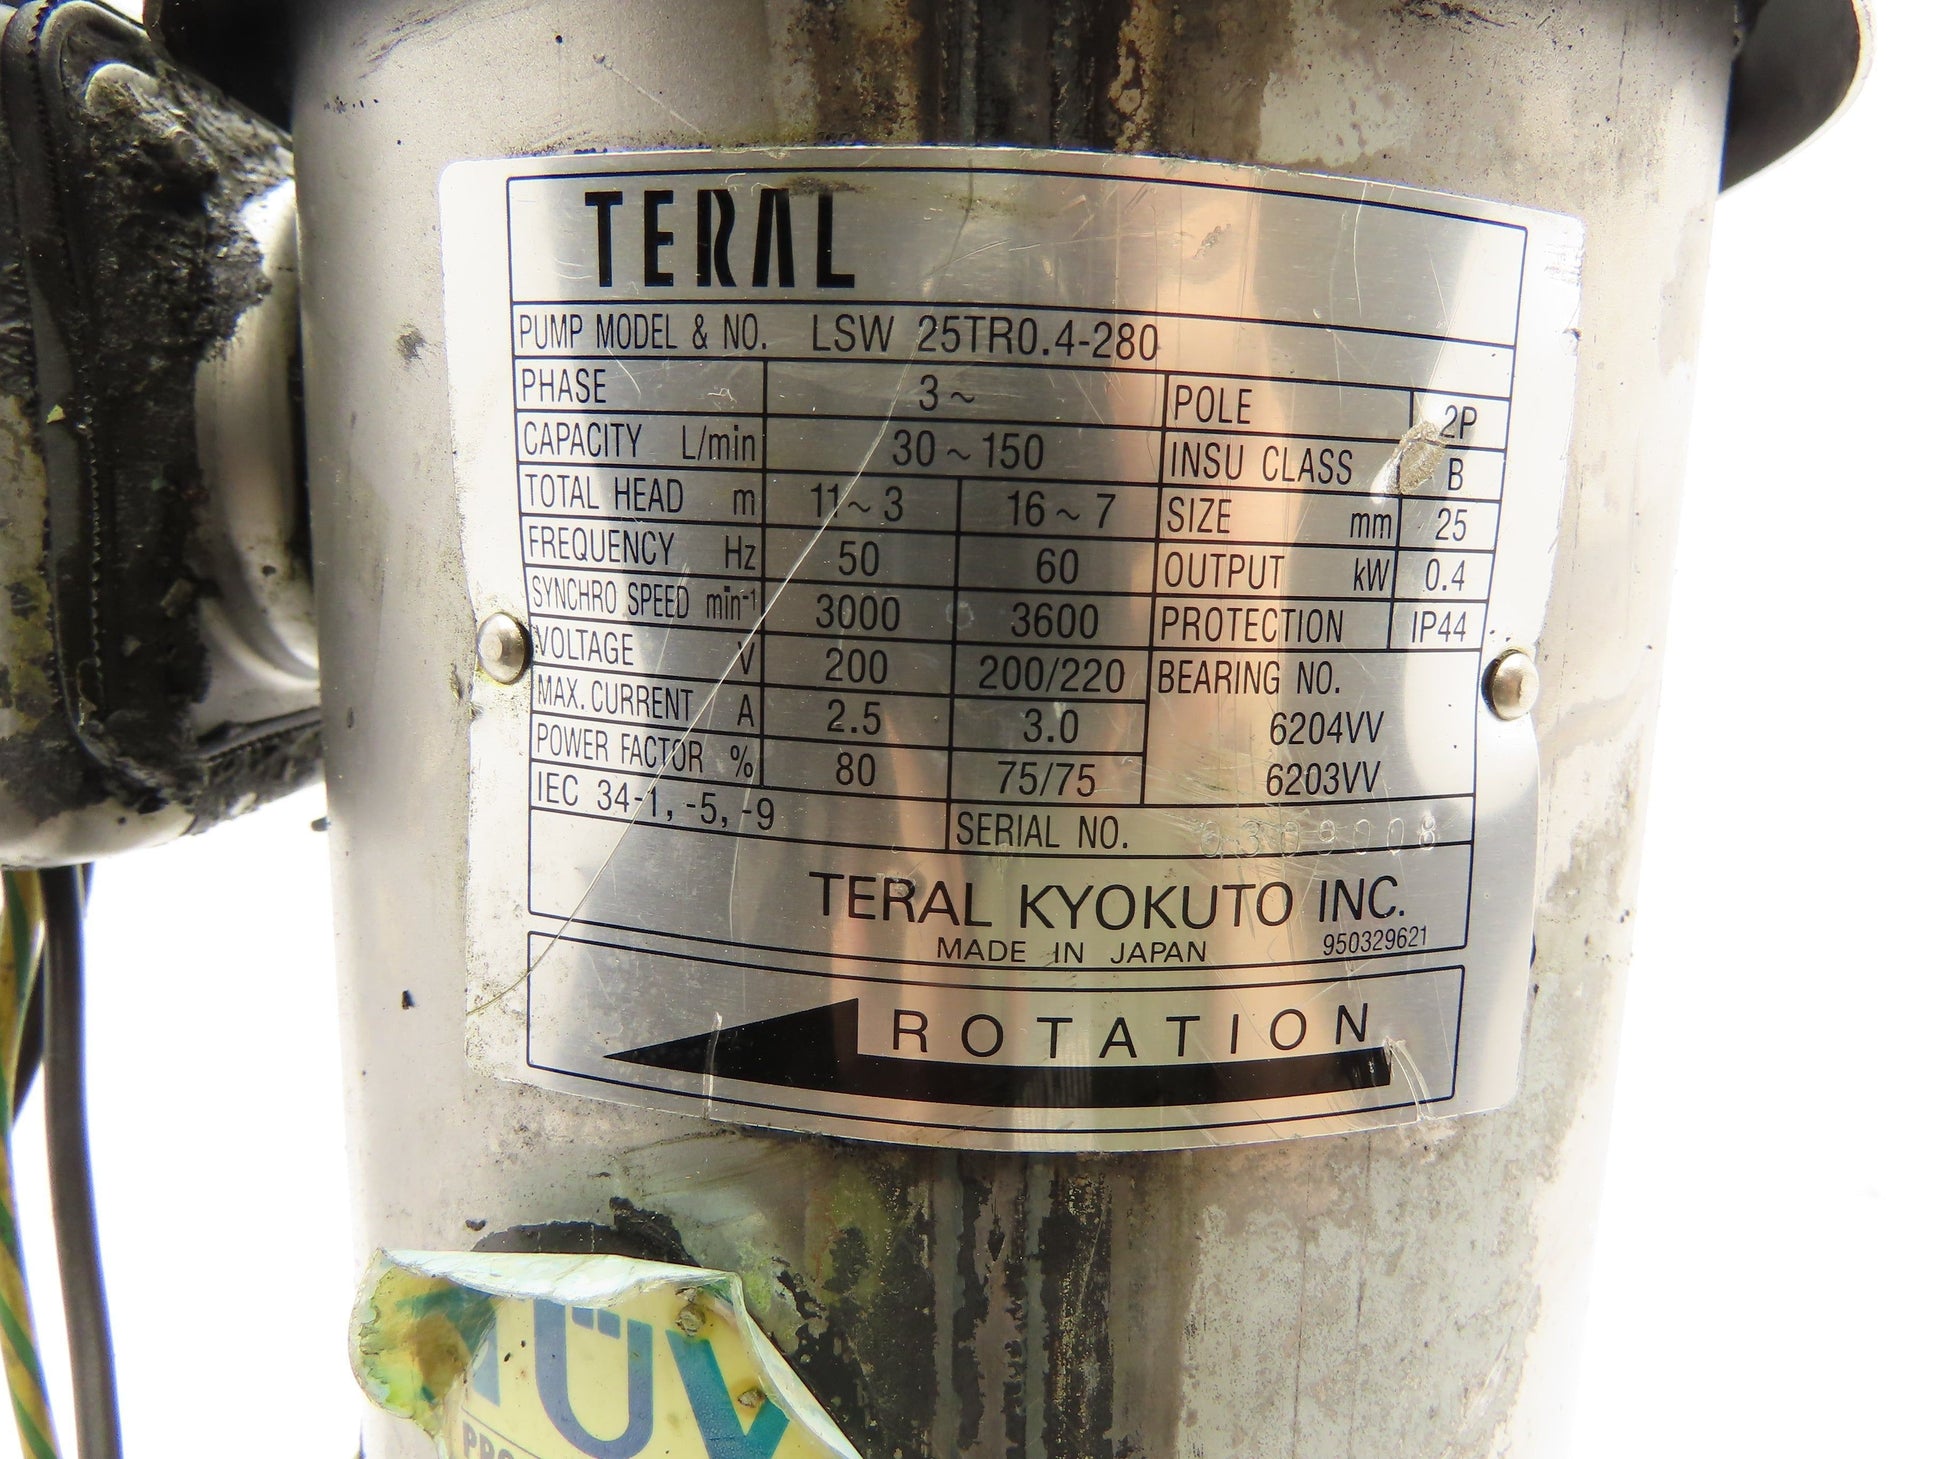 TERAL
PUMP MODEL & NO. LSW 25TR0.4-280
PHASE 3~ POLE 2P
CAPACITY L/min 30~150 INSU CLASS B
TOTAL HEAD m 11~3 16~7 SIZE mm 25
FREQUENCY Hz 50 60 OUTPUT kW 0.4
SYNCHRO SPEED min-1 3000 3600 PROTECTION IP44
VOLTAGE V 200 200/220 BEARING NO.
MAX. CURRENT A 2.5 3.0 6204VV
POWER FACTOR % 80 75/75 6203VV
IEC 34-1, -5, -9 SERIAL NO.
TERAL KYOKUTO INC.
MADE IN JAPAN 950329621
ROTATION
TÜV